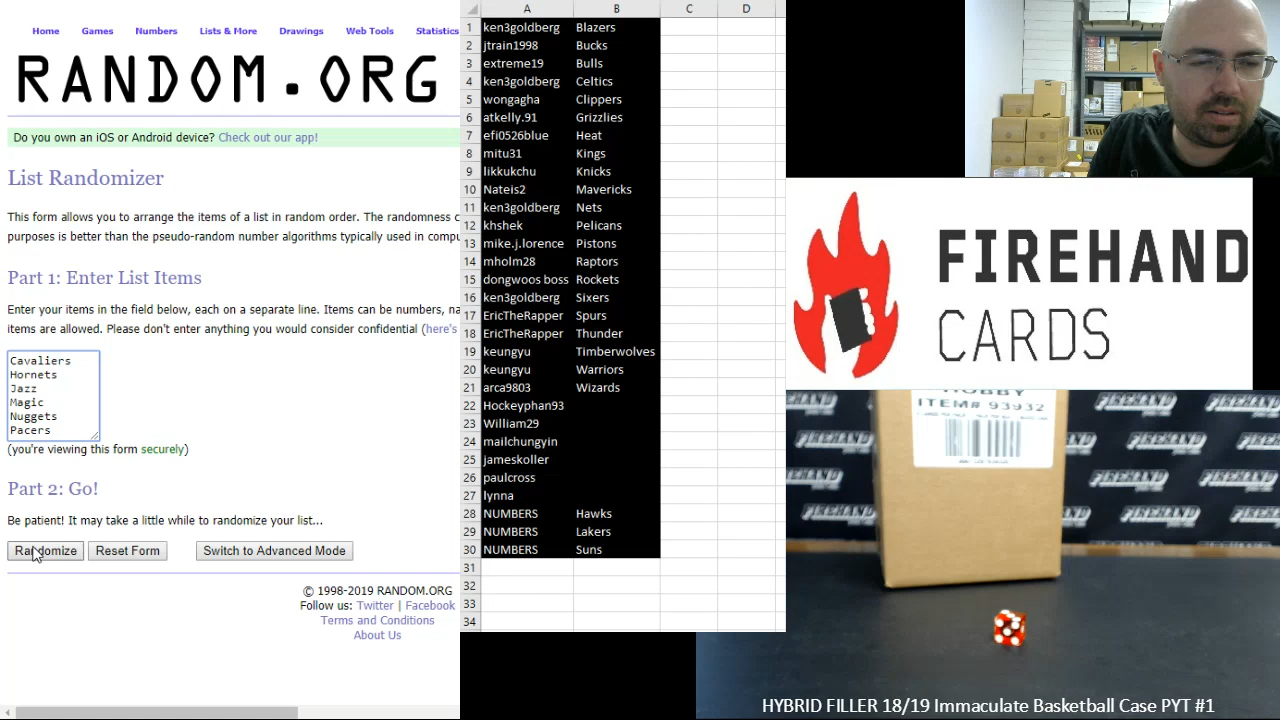 Home Games Numbers Lists & More Drawings Web Tools Statistics
RANDOM.ORG
Do you own an iOS or Android device? Check out our app!
List Randomizer
This form allows you to arrange the items of a list in random order. The randomness c
purposes is better than the pseudo-random number algorithms typically used in compu
Part 1: Enter List Items
Enter your items in the field below, each on a separate line. Items can be numbers, na
items are allowed. Please don't enter anything you would consider confidential (here's
Cavaliers
Hornets
Jazz
Magic
Nuggets
Pacers
(you're viewing this form securely)
Part 2: Go!
Be patient! It may take a little while to randomize your list...
Randomize Reset Form Switch to Advanced Mode
© 1998-2019 RANDOM.ORG
Follow us: Twitter | Facebook
Terms and Conditions
About Us
A B C D
1 ken3goldberg Blazers
2 jtrain1998 Bucks
3 extreme19 Bulls
4 ken3goldberg Celtics
5 wongagha Clippers
6 atkelly.91 Grizzlies
7 efi0526blue Heat
8 mitu31 Kings
9 likkukchu Knicks
10 Nateis2 Mavericks
11 ken3goldberg Nets
12 khshek Pelicans
13 mike.j.lorence Pistons
14 mholm28 Raptors
15 dongwoos boss Rockets
16 ken3goldberg Sixers
17 EricTheRapper Spurs
18 EricTheRapper Thunder
19 keungyu Timberwolves
20 keungyu Warriors
21 arca9803 Wizards
22 Hockeyphan93
23 William29
24 mailchungyin
25 jameskoller
26 paulcross
27 lynna
28 NUMBERS Hawks
29 NUMBERS Lakers
30 NUMBERS Suns
31
32
33
34
FIREHAND
CARDS
HOBBY
ITEM# 93932
FIREHAND
FIREHAND
FIREHAND
FIREHAND
FIREHAND
HYBRID FILLER 18/19 Immaculate Basketball Case PYT #1